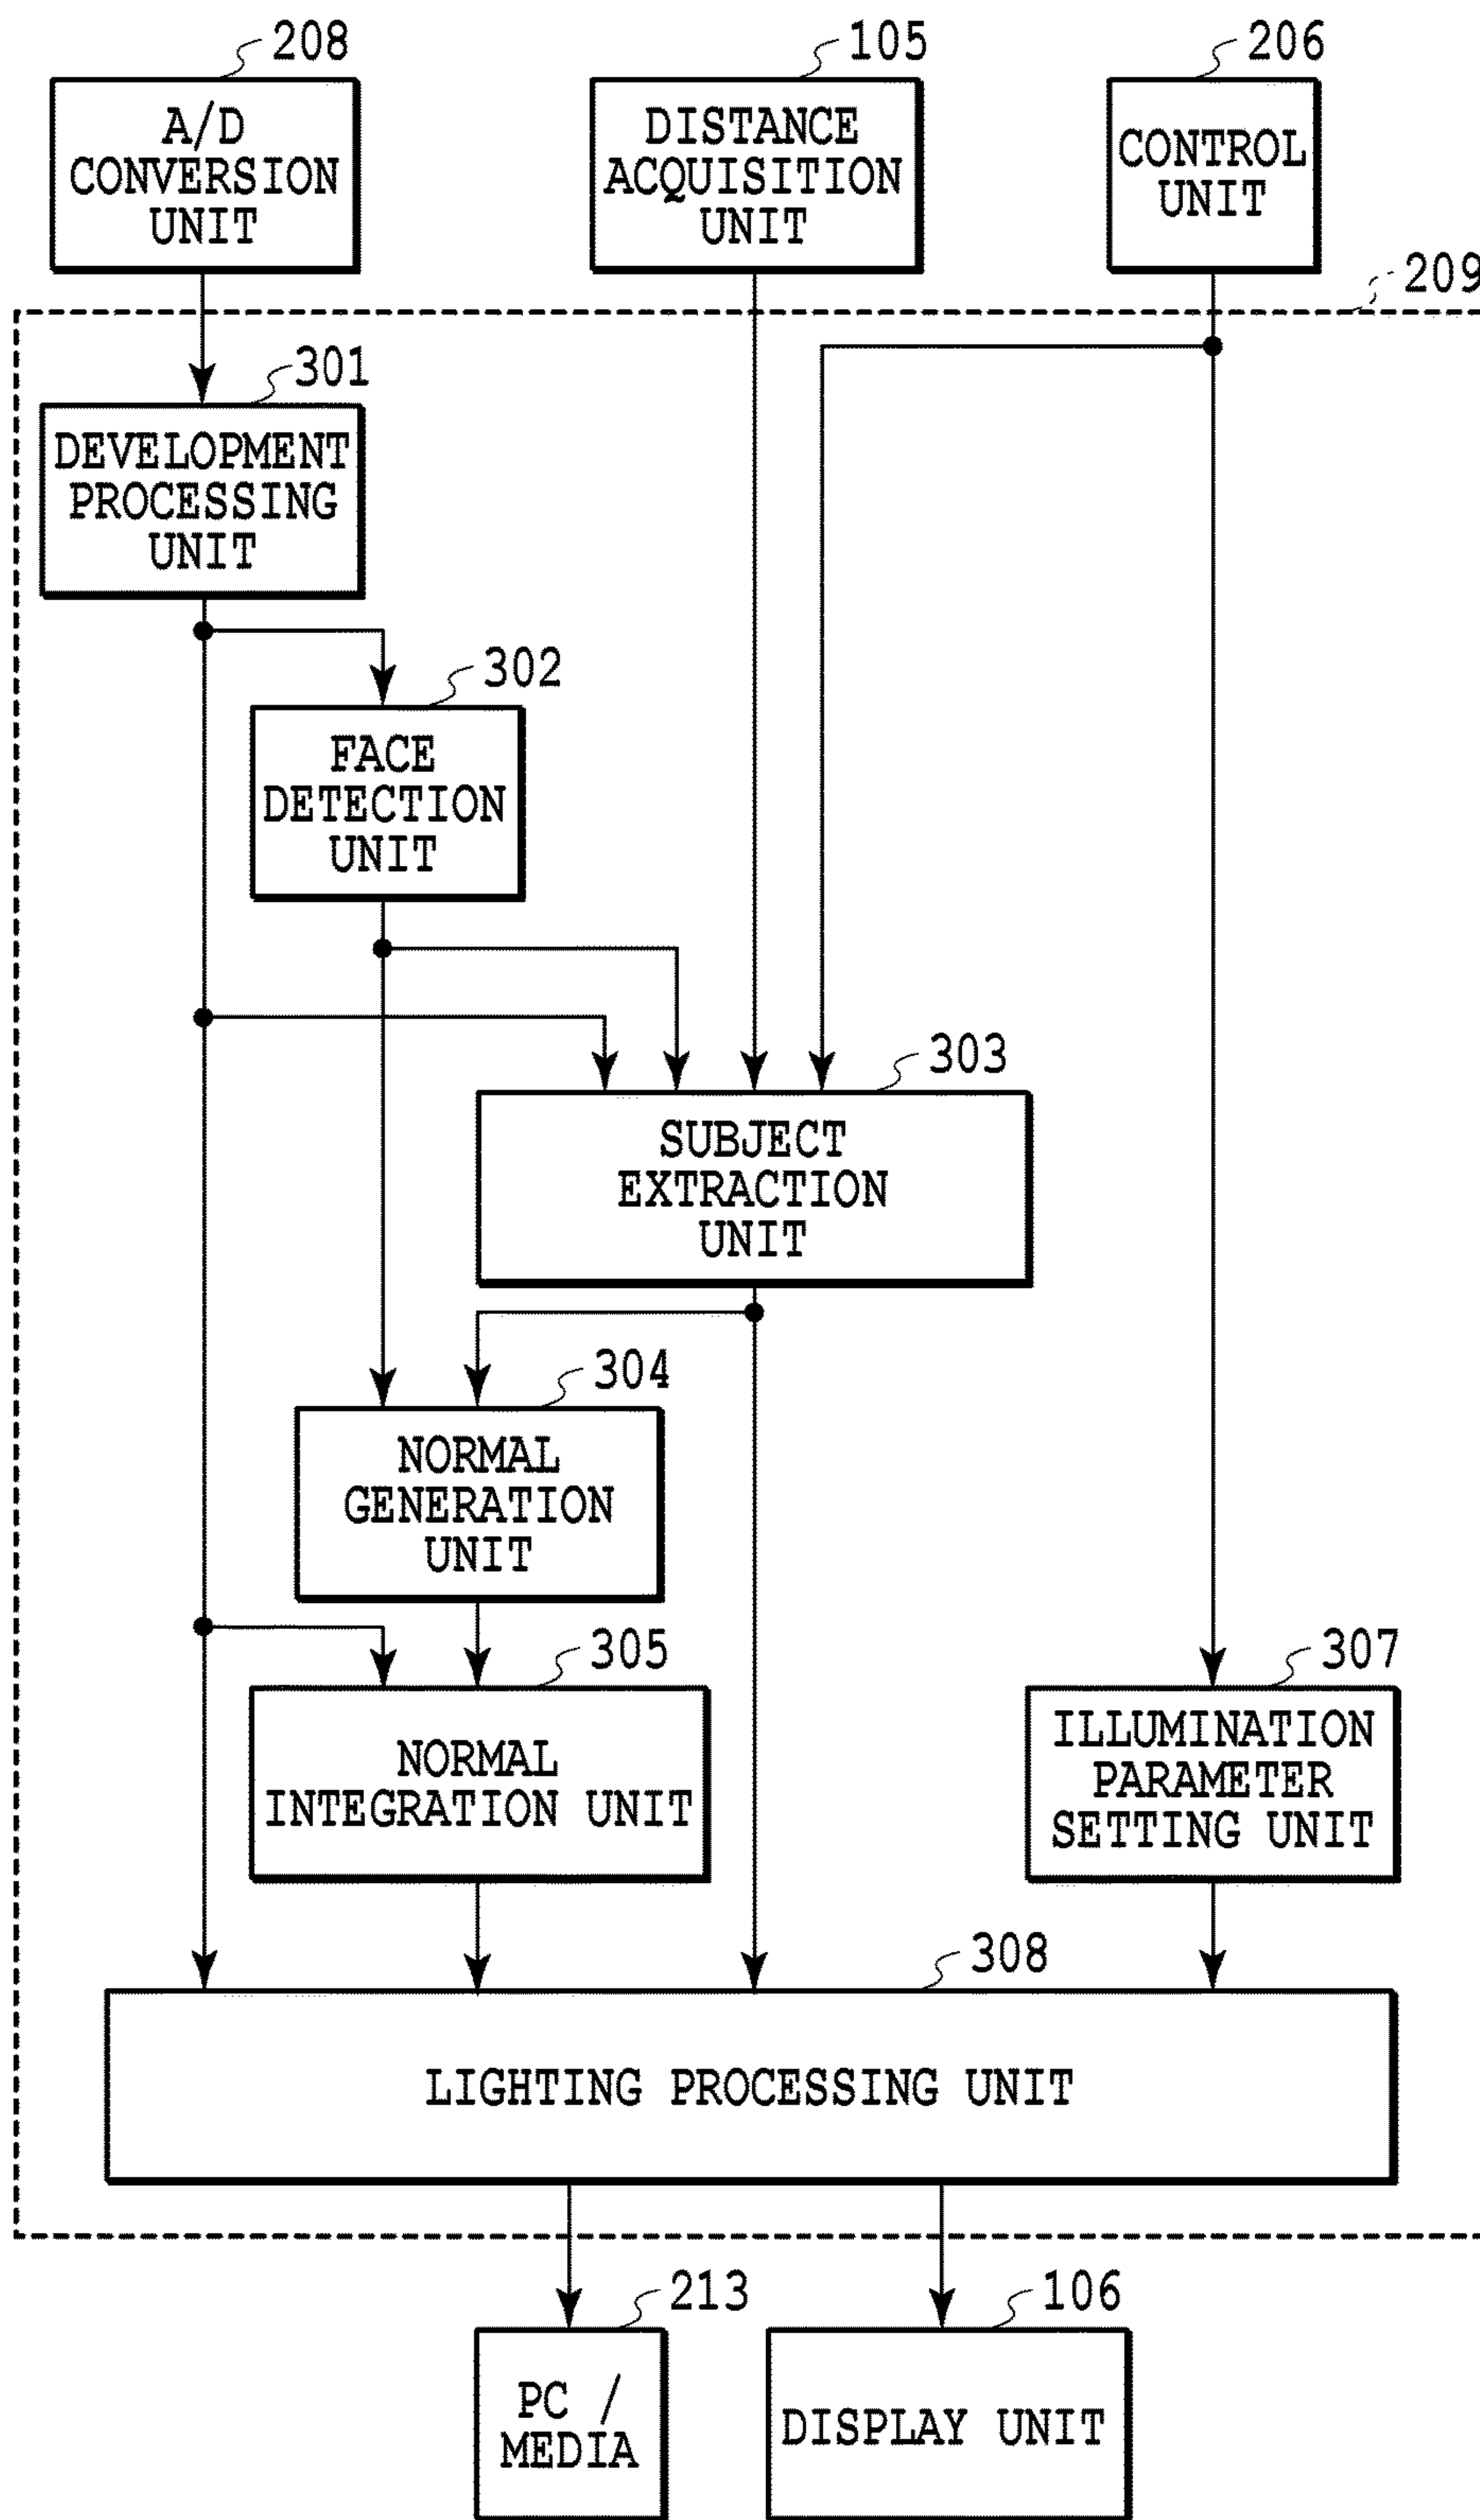 208
A/D
CONVERSION
UNIT
105
DISTANCE
ACQUISITION
UNIT
206
CONTROL
UNIT
209
301
DEVELOPMENT
PROCESSING
UNIT
302
FACE
DETECTION
UNIT
303
SUBJECT
EXTRACTION
UNIT
304
NORMAL
GENERATION
UNIT
305
NORMAL
INTEGRATION UNIT
307
ILLUMINATION
PARAMETER
SETTING UNIT
308
LIGHTING PROCESSING UNIT
213
PC /
MEDIA
106
DISPLAY UNIT